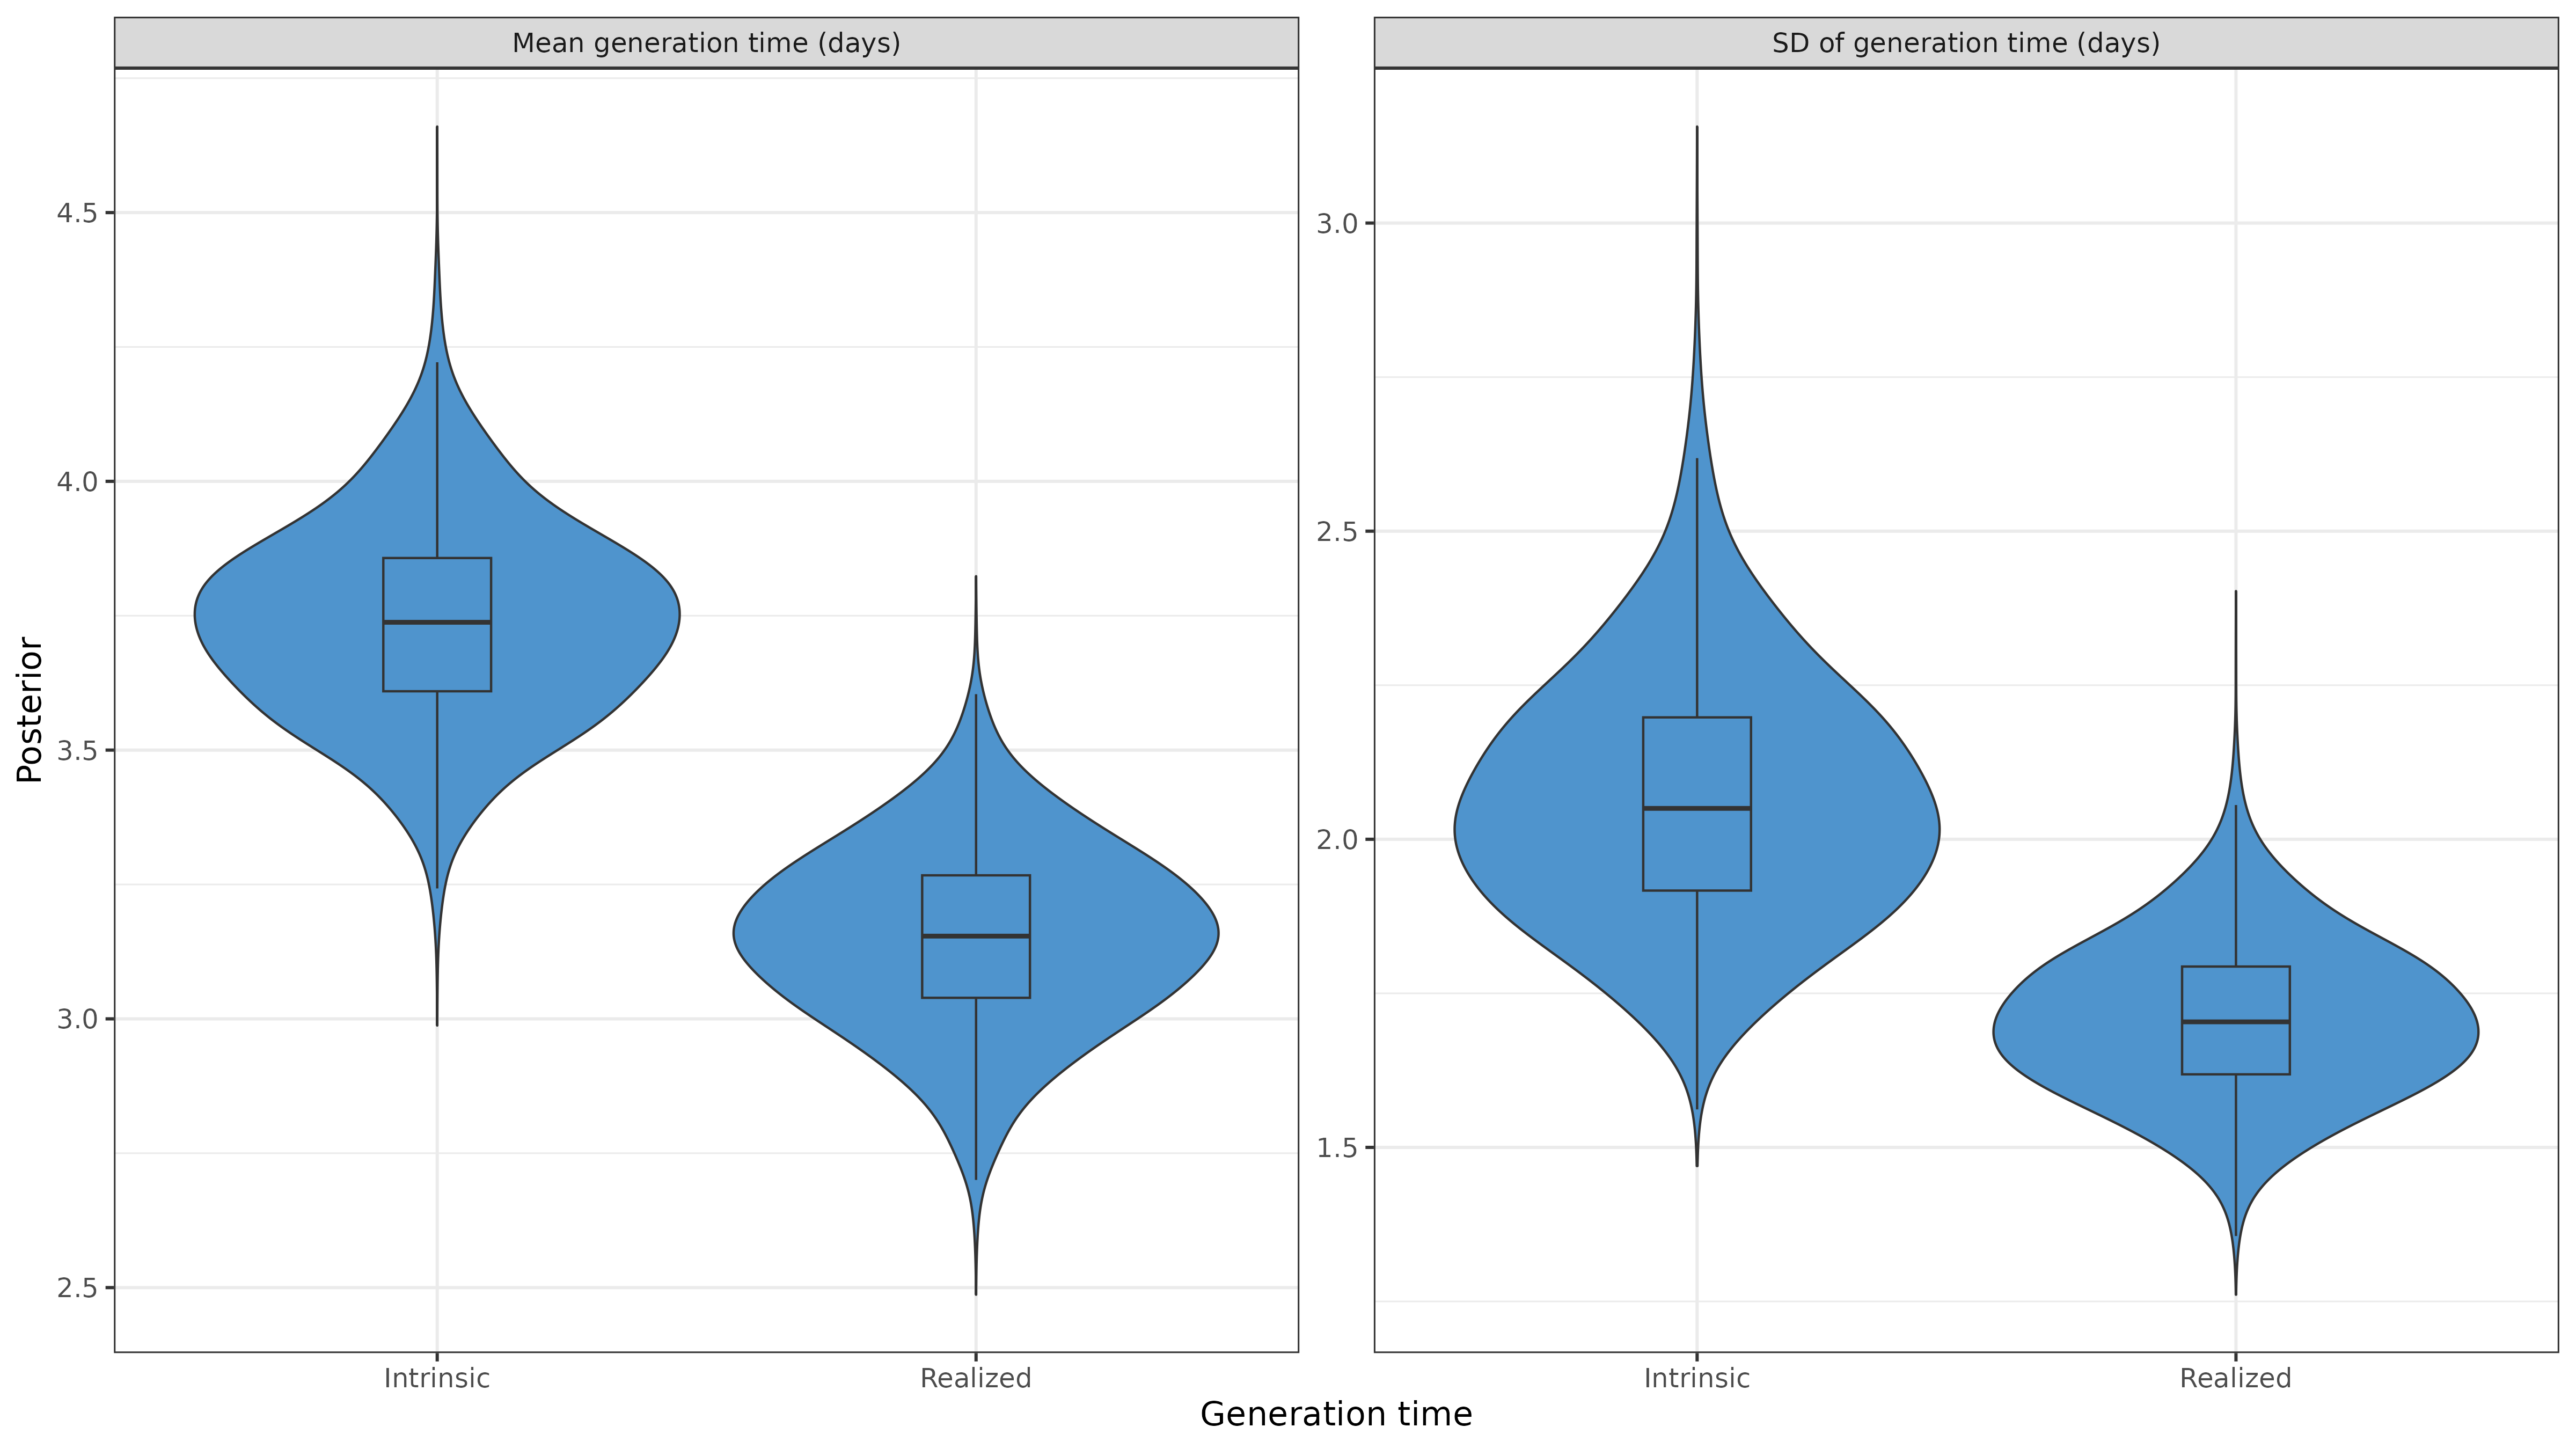 Mean generation time (days)
SD of generation time (days)
Posterior
4.5
4.0
3.5
3.0
2.5
3.0
2.5
2.0
1.5
Intrinsic
Realized
Intrinsic
Realized
Generation time